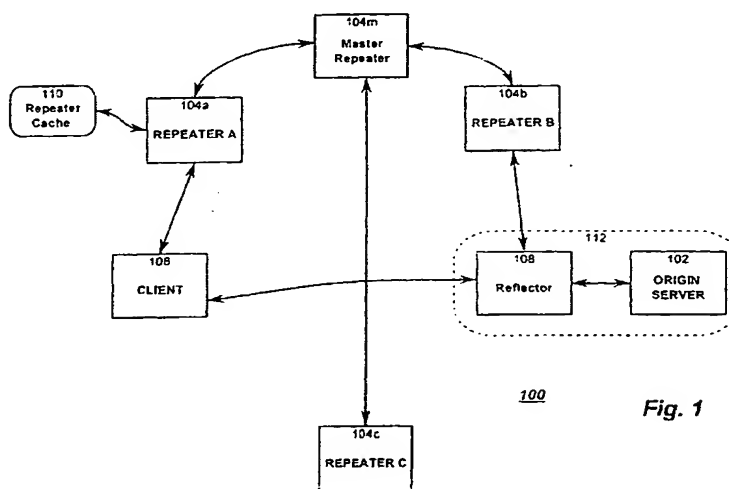 104m
Master
Repeater
110
Repeater
Cache
104a
REPEATER A
104b
REPEATER B
112
108
CLIENT
108
Reflector
102
ORIGIN
SERVER
100
Fig. 1
104c
REPEATER C